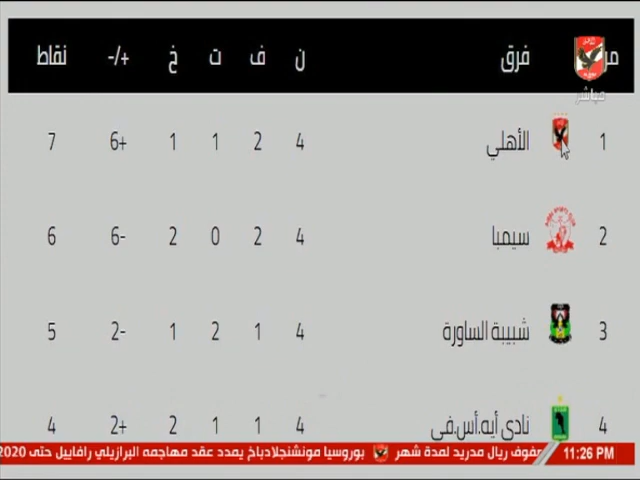 مر فرق ن ف ت خ +/- نقاط
مباشر
1 الأهلي 4 2 1 1 6+ 7
2 سيمبا 4 2 0 2 6- 6
3 شبيبة الساورة 4 1 2 1 2- 5
4 نادي أيه.أس.في 4 1 1 2 2+ 4
11:26 PM صفوف ريال مدريد لمدة شهر بوروسيا مونشنجلادباخ يمدد عقد مهاجمه البرازيلي رافاييل حتى 2020